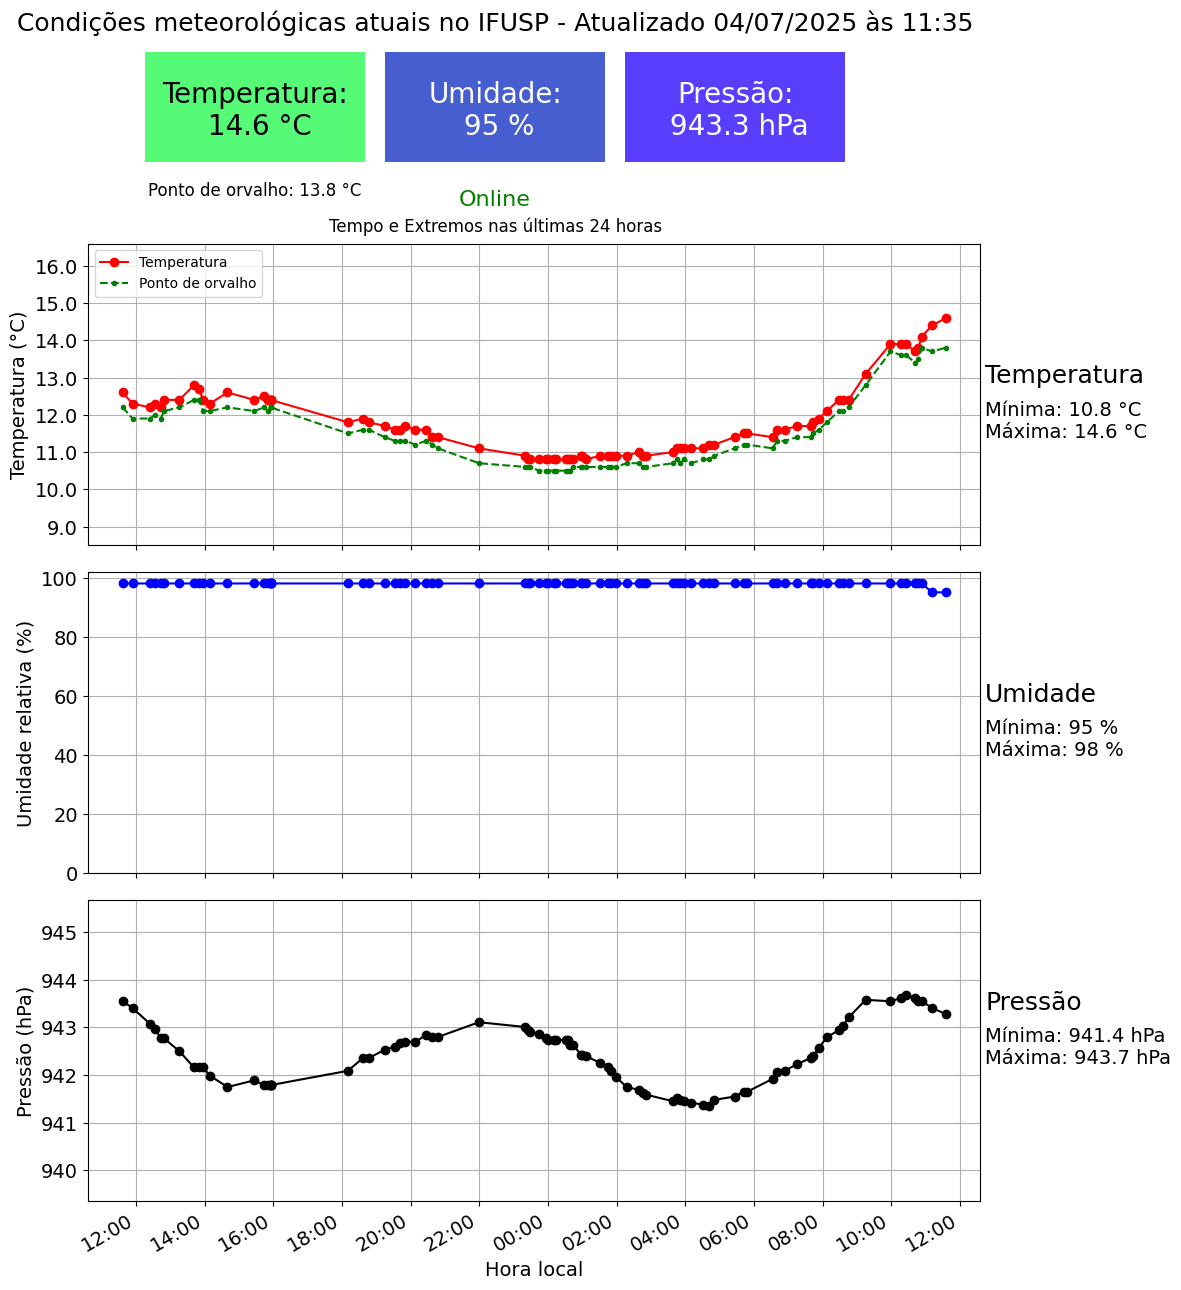 Condições meteorológicas atuais no IFUSP - Atualizado 04/07/2025 às 11:35
Temperatura:
14.6 °C
Umidade:
95 %
Pressão:
943.3 hPa
Ponto de orvalho: 13.8 °C
Online
Tempo e Extremos nas últimas 24 horas
Temperatura
Ponto de orvalho
Temperatura (°C)
16.0
15.0
14.0
13.0
12.0
11.0
10.0
9.0
Temperatura
Mínima: 10.8 °C
Máxima: 14.6 °C
Umidade relativa (%)
100
80
60
40
20
0
Umidade
Mínima: 95 %
Máxima: 98 %
Pressão (hPa)
945
944
943
942
941
940
Pressão
Mínima: 941.4 hPa
Máxima: 943.7 hPa
12:00 14:00 16:00 18:00 20:00 22:00 00:00 02:00 04:00 06:00 08:00 10:00 12:00
Hora local